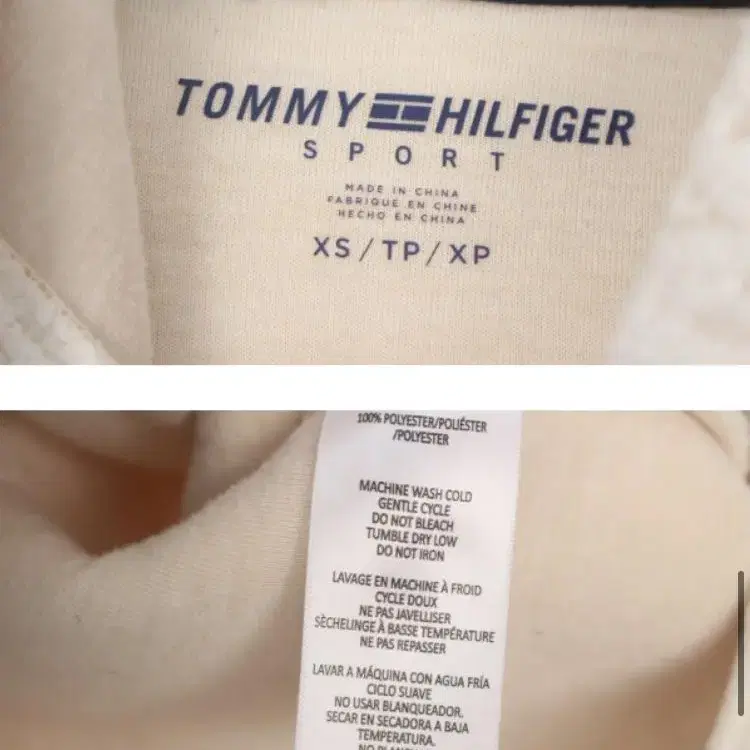 TOMMY HILFIGER
SPORT
MADE IN CHINA
FABRIQUE EN CHINE
HECHO EN CHINA
XS / TP / XP
100% POLYESTER/POLIÉSTER
/POLYESTER
MACHINE WASH COLD
GENTLE CYCLE
DO NOT BLEACH
TUMBLE DRY LOW
DO NOT IRON
LAVAGE EN MACHINE À FROID
CYCLE DOUX
NE PAS JAVELLISER
SÈCHELINGE À BASSE TEMPÉRATURE
NE PAS REPASSER
LAVAR A MÁQUINA CON AGUA FRÍA
CICLO SUAVE
NO USAR BLANQUEADOR.
SECAR EN SECADORA A BAJA
TEMPERATURA.